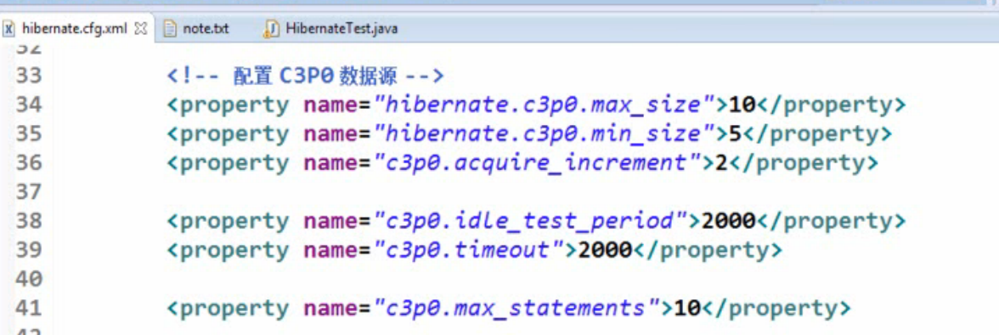 hibernate.cfg.xml note.txt HibernateTest.java
32
33 <!-- 配置 C3P0 数据源 -->
34 <property name="hibernate.c3p0.max_size">10</property>
35 <property name="hibernate.c3p0.min_size">5</property>
36 <property name="c3p0.acquire_increment">2</property>
37
38 <property name="c3p0.idle_test_period">2000</property>
39 <property name="c3p0.timeout">2000</property>
40
41 <property name="c3p0.max_statements">10</property>